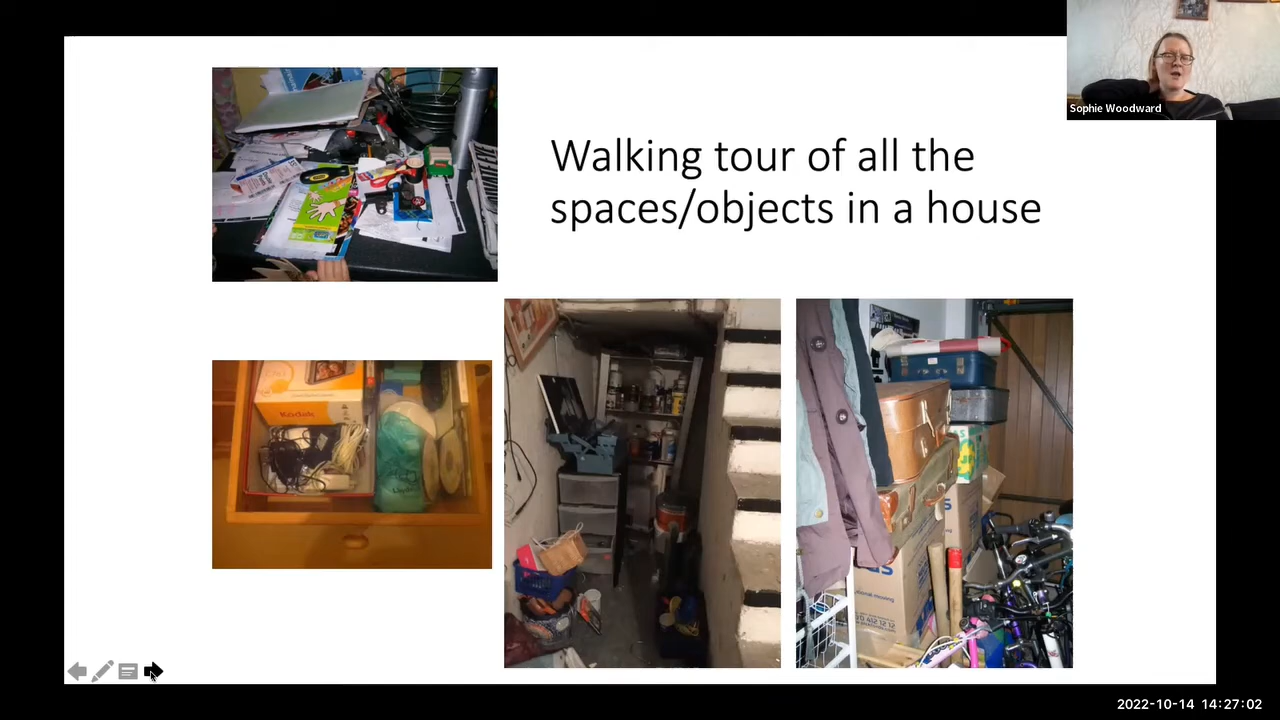 Sophie Woodward
Walking tour of all the
spaces/objects in a house
Kodak
2022-10-14 14:27:02